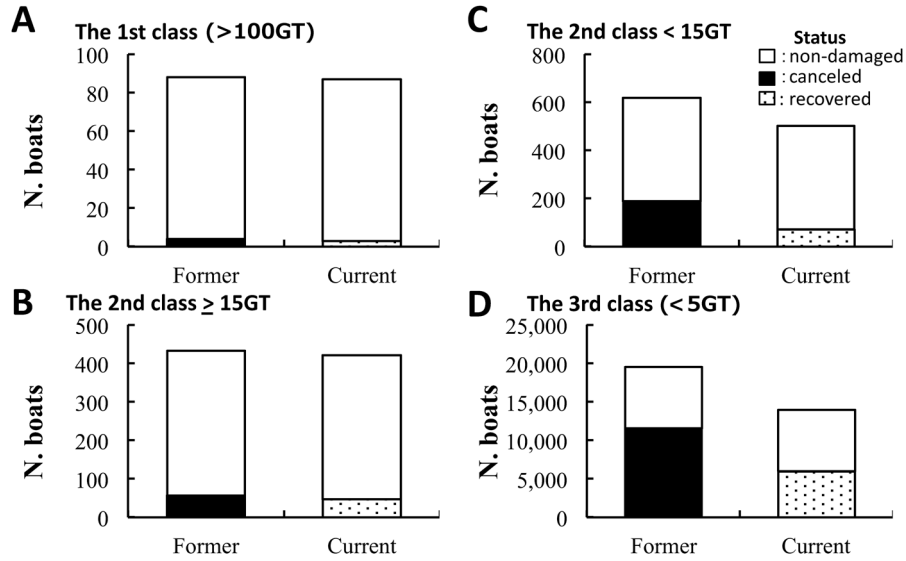 A
The 1st class (>100GT)
100
80
60
40
20
0
N. boats
Former
Current
B
The 2nd class ≥ 15GT
500
400
300
200
100
0
N. boats
Former
Current
C
The 2nd class < 15GT
Status
: non-damaged
: canceled
: recovered
800
600
400
200
0
N. boats
Former
Current
D
The 3rd class (<5GT)
25,000
20,000
15,000
10,000
5,000
0
N. boats
Former
Current